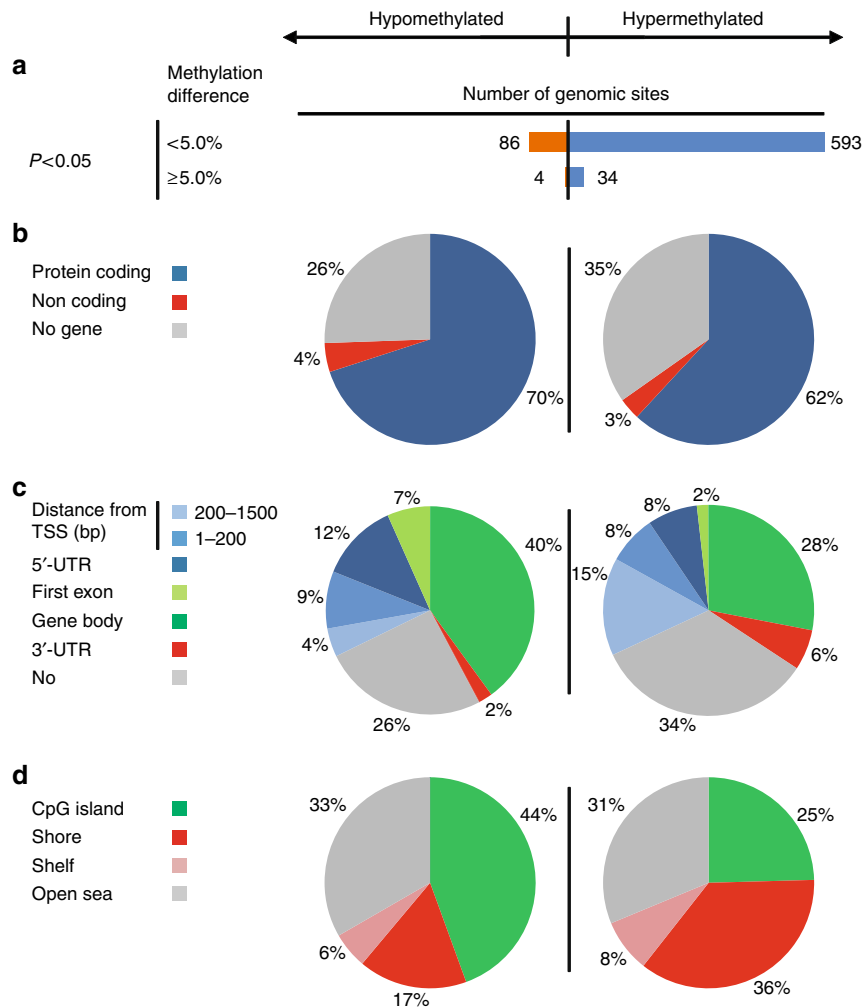 Hypomethylated Hypermethylated
a
Methylation
difference
Number of genomic sites
P<0.05
<5.0% 86 593
≥5.0% 4 34
b
Protein coding
Non coding
No gene
26%
4%
70%
35%
3%
62%
c
Distance from
TSS (bp)
200–1500
1–200
5′-UTR
First exon
Gene body
3′-UTR
No
7%
12%
9%
4%
26%
2%
40%
2%
8%
8%
15%
34%
6%
28%
d
CpG island
Shore
Shelf
Open sea
33%
44%
6%
17%
31%
25%
8%
36%